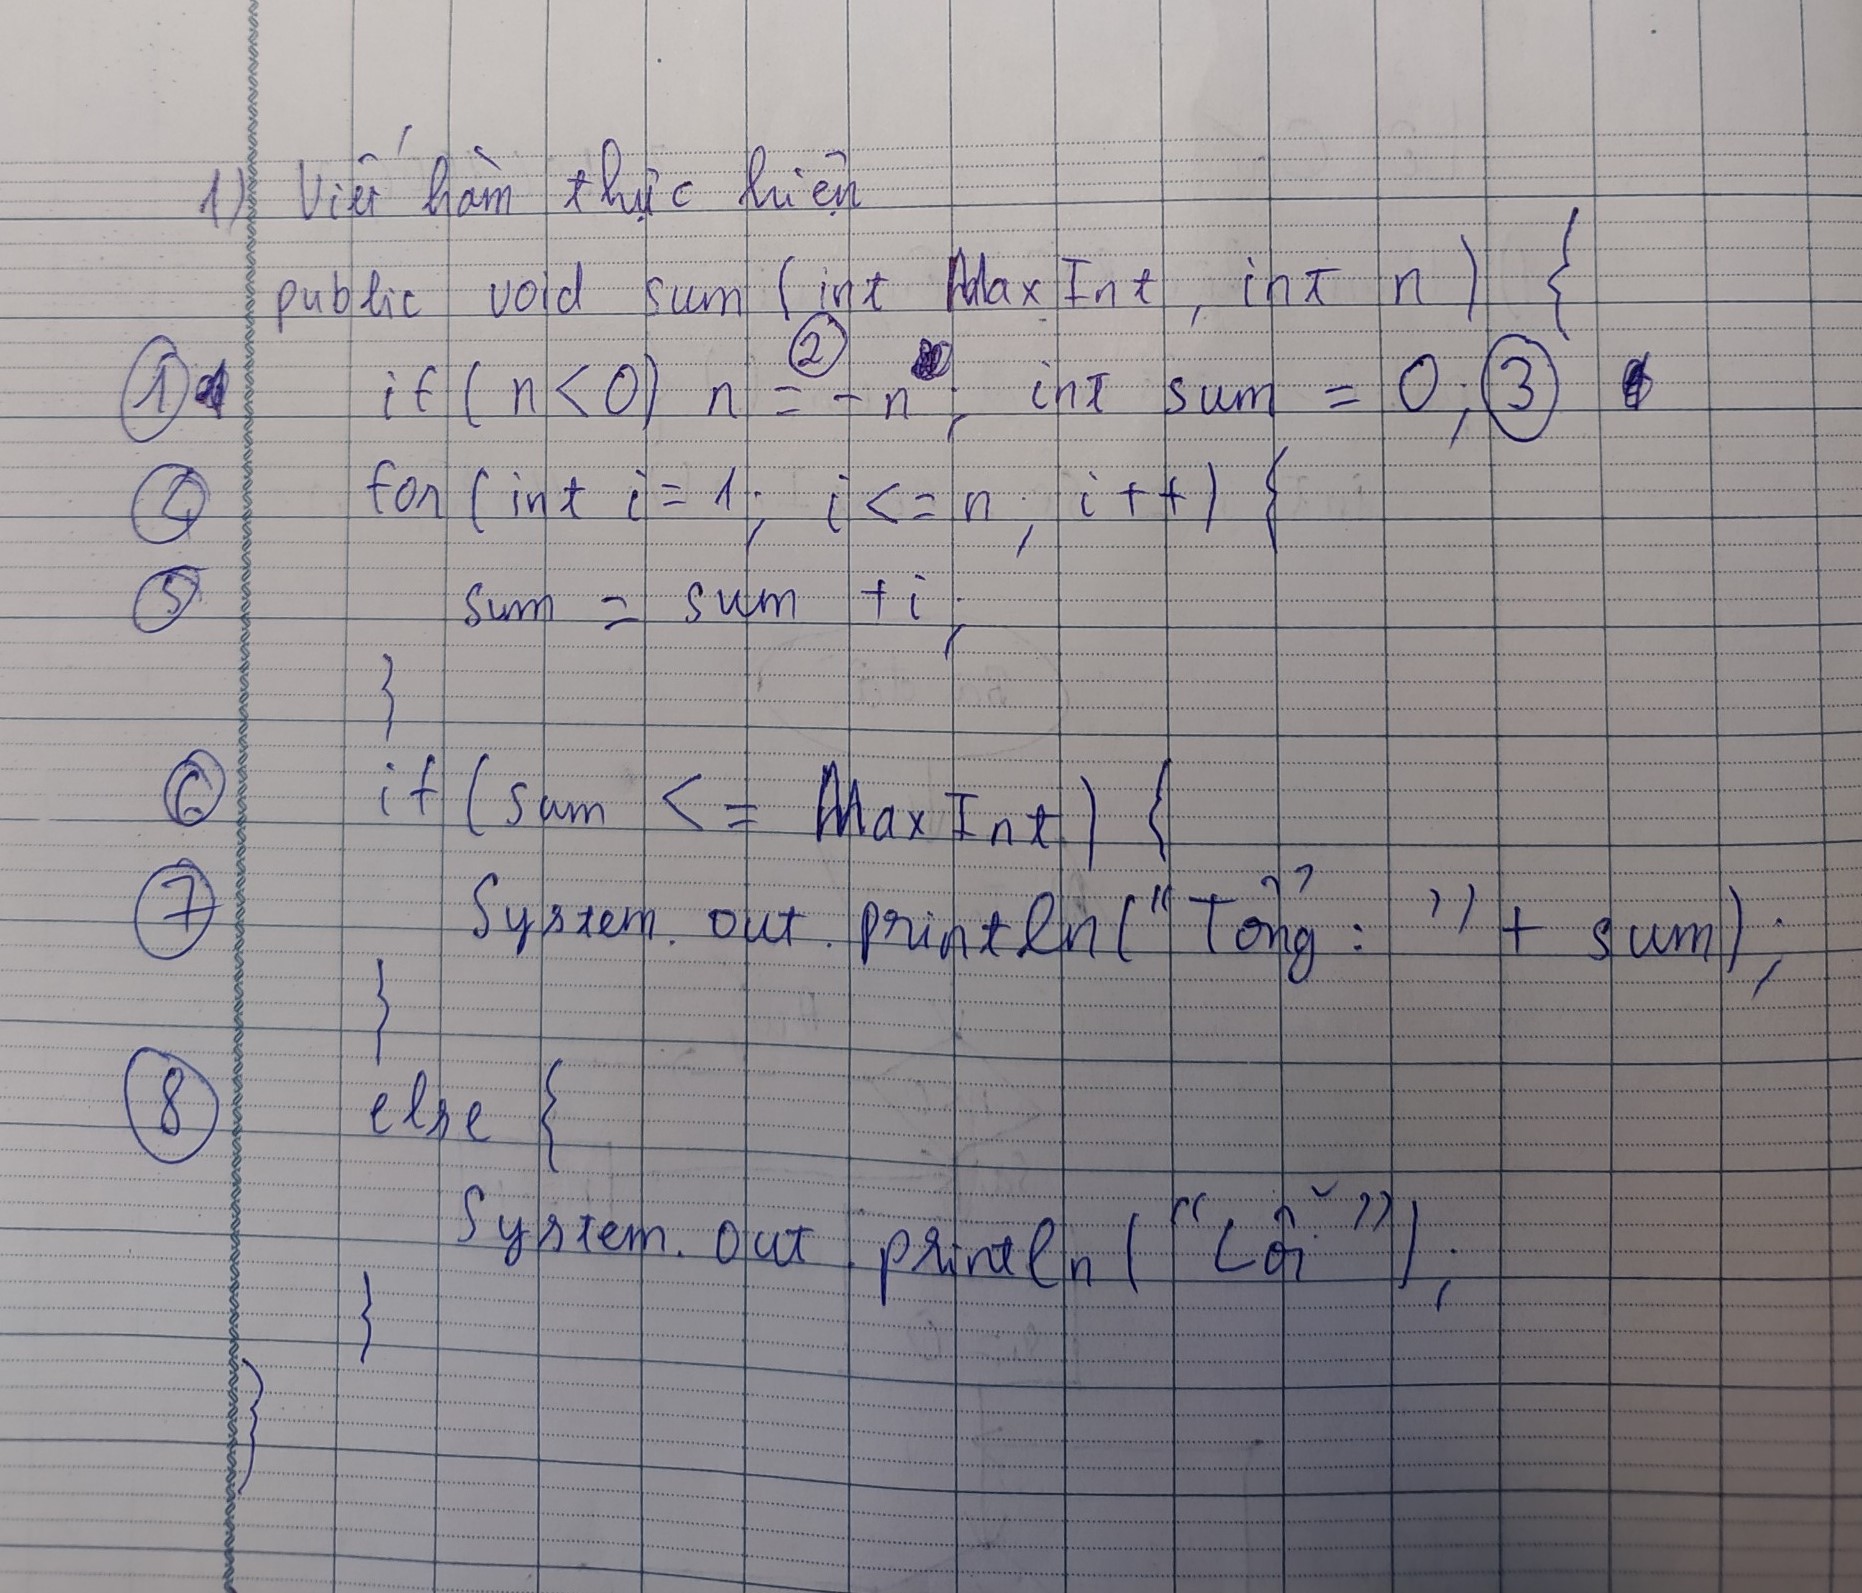 1) Viết hàm thực hiện
public void sum (int MaxInt, int n) {
① if (n<0) n =② -n; int sum = 0; ③
④ for (int i = 1; i <= n; i++) {
⑤ sum = sum + i;
}
⑥ if (sum <= MaxInt) {
⑦ System.out.println("Tổng: " + sum);
}
⑧ else {
System.out.println("Lỗi");
}
}